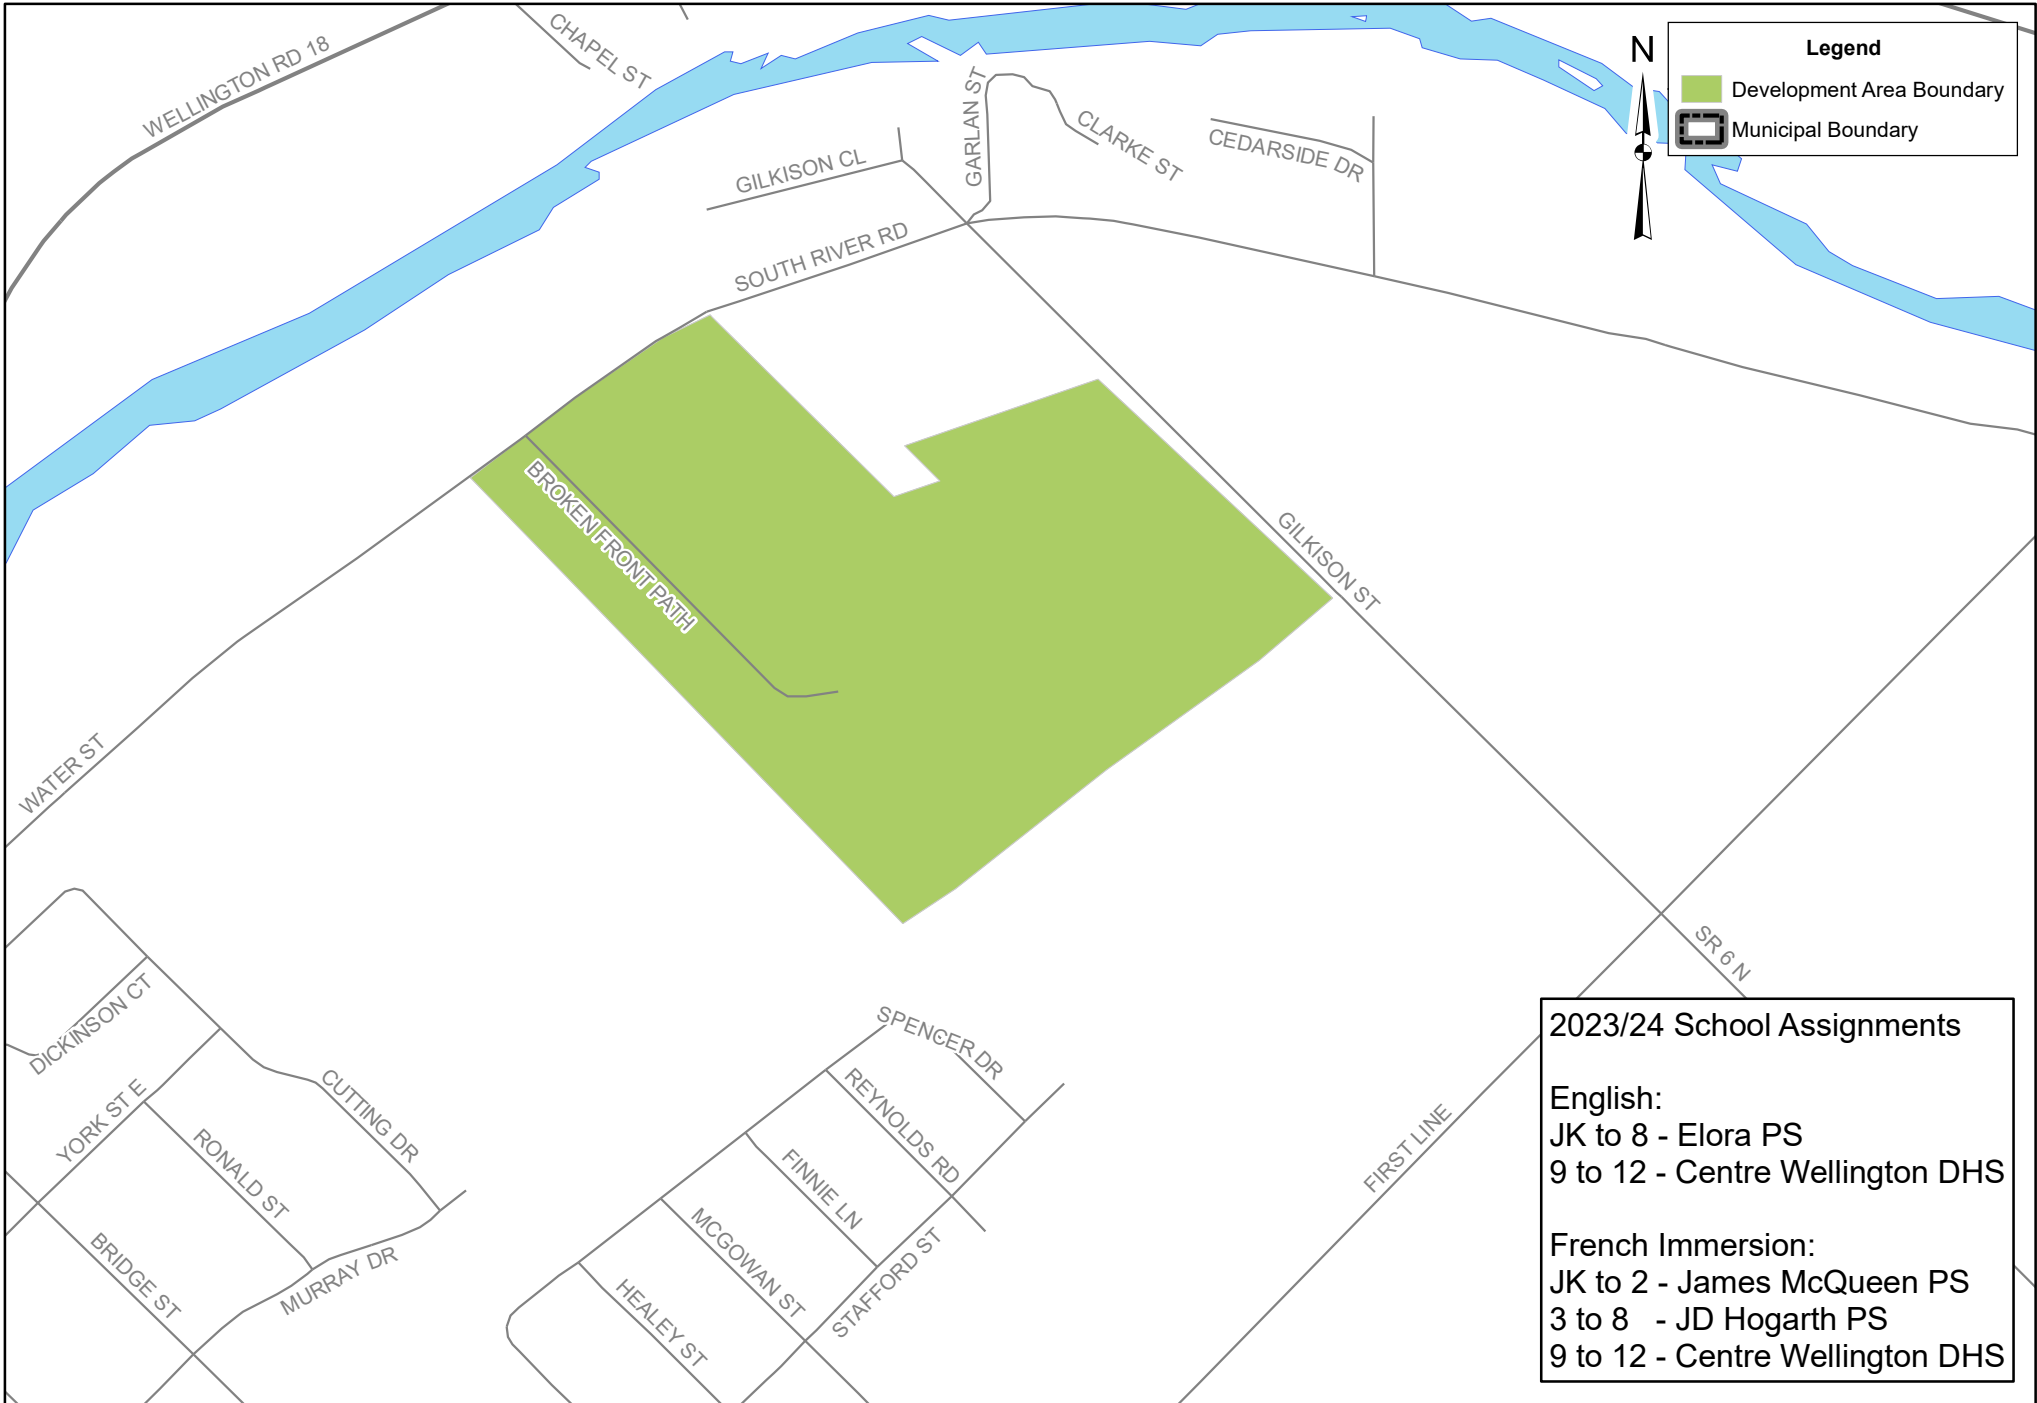 WELLINGTON RD 18
CHAPEL ST
GARLAN ST
CLARKE ST
CEDARSIDE DR
GILKISON CL
SOUTH RIVER RD
N
Legend
Development Area Boundary
Municipal Boundary
BROKEN FRONT PATH
GILKISON ST
WATER ST
SR 6 N
DICKINSON CT
YORK ST E
CUTTING DR
RONALD ST
BRIDGE ST
MURRAY DR
SPENCER DR
REYNOLDS RD
FINNIE LN
MCGOWAN ST
HEALEY ST
STAFFORD ST
FIRST LINE
2023/24 School Assignments
English:
JK to 8 - Elora PS
9 to 12 - Centre Wellington DHS
French Immersion:
JK to 2 - James McQueen PS
3 to 8 - JD Hogarth PS
9 to 12 - Centre Wellington DHS